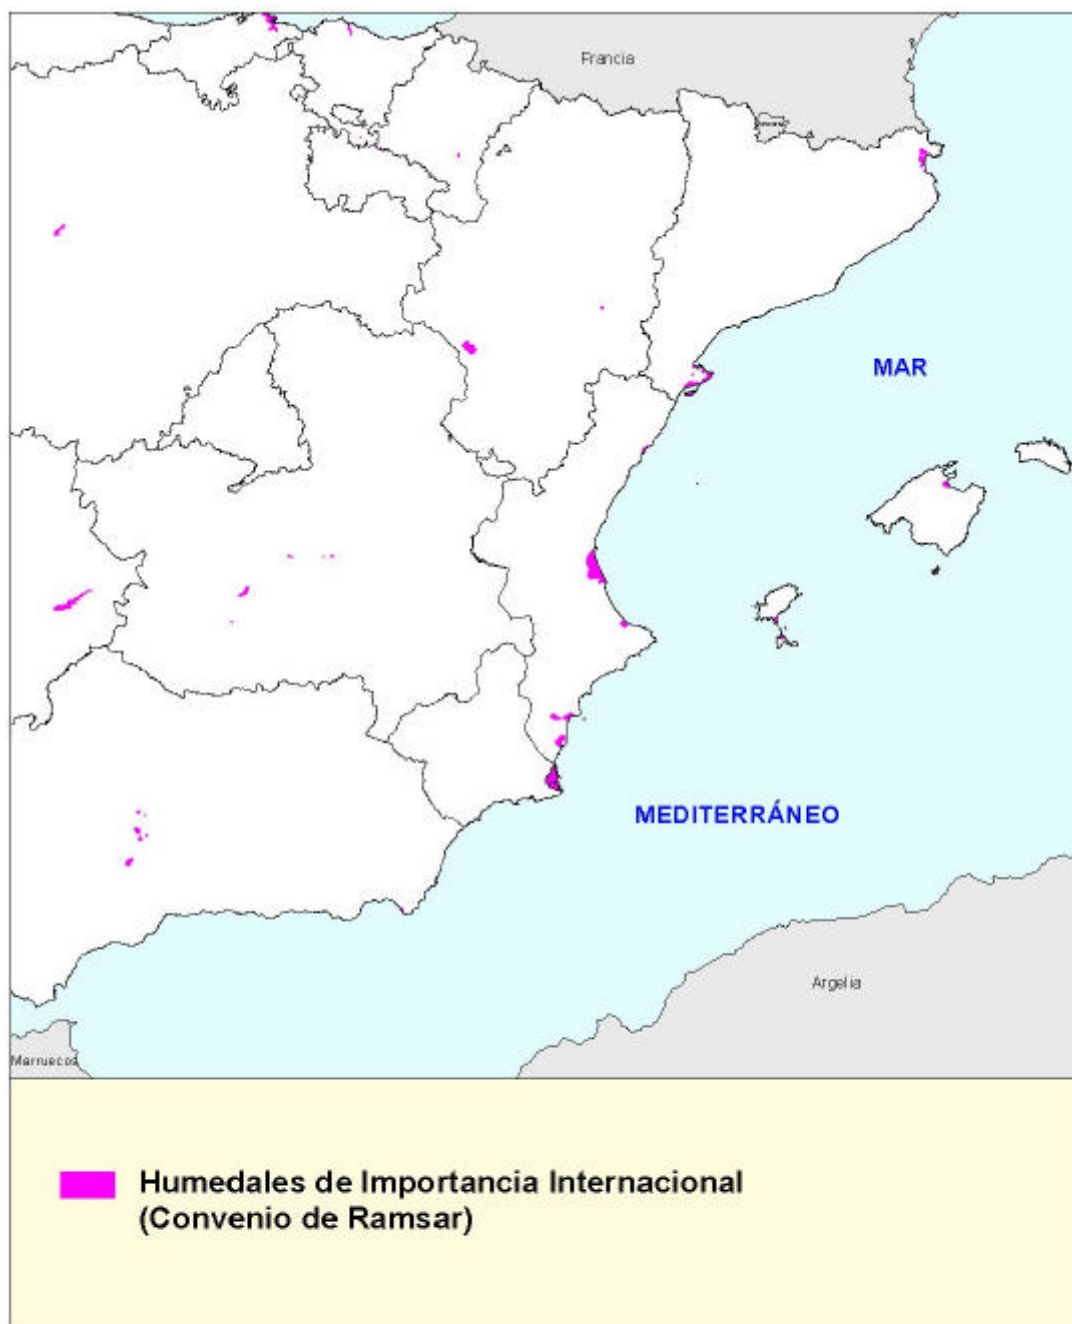 Francia
MAR
MEDITERRÁNEO
Argelia
Marruecos
Humedales de Importancia Internacional
(Convenio de Ramsar)